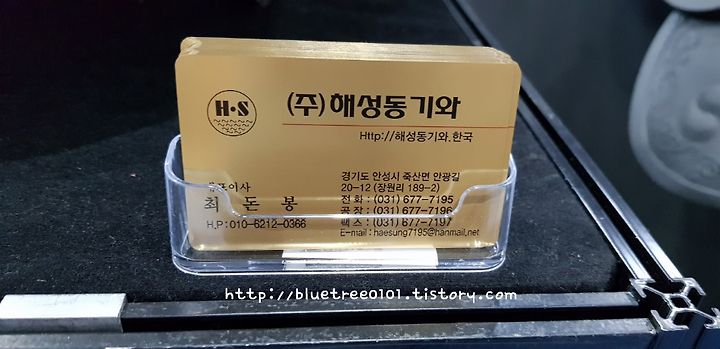 H·S
(주)해성동기와
Http://해성동기와.한국
경기도 안성시 죽산면 안광길
20-12 (장원리 189-2)
대표이사
최 돈 봉
전 화 : (031) 677-7195
공 장 : (031) 677-7196
H.P : 010-6212-0366
팩 스 : (031) 677-7197
E-mail : haesung7195@hanmail.net
http://bluetree0101.tistory.com